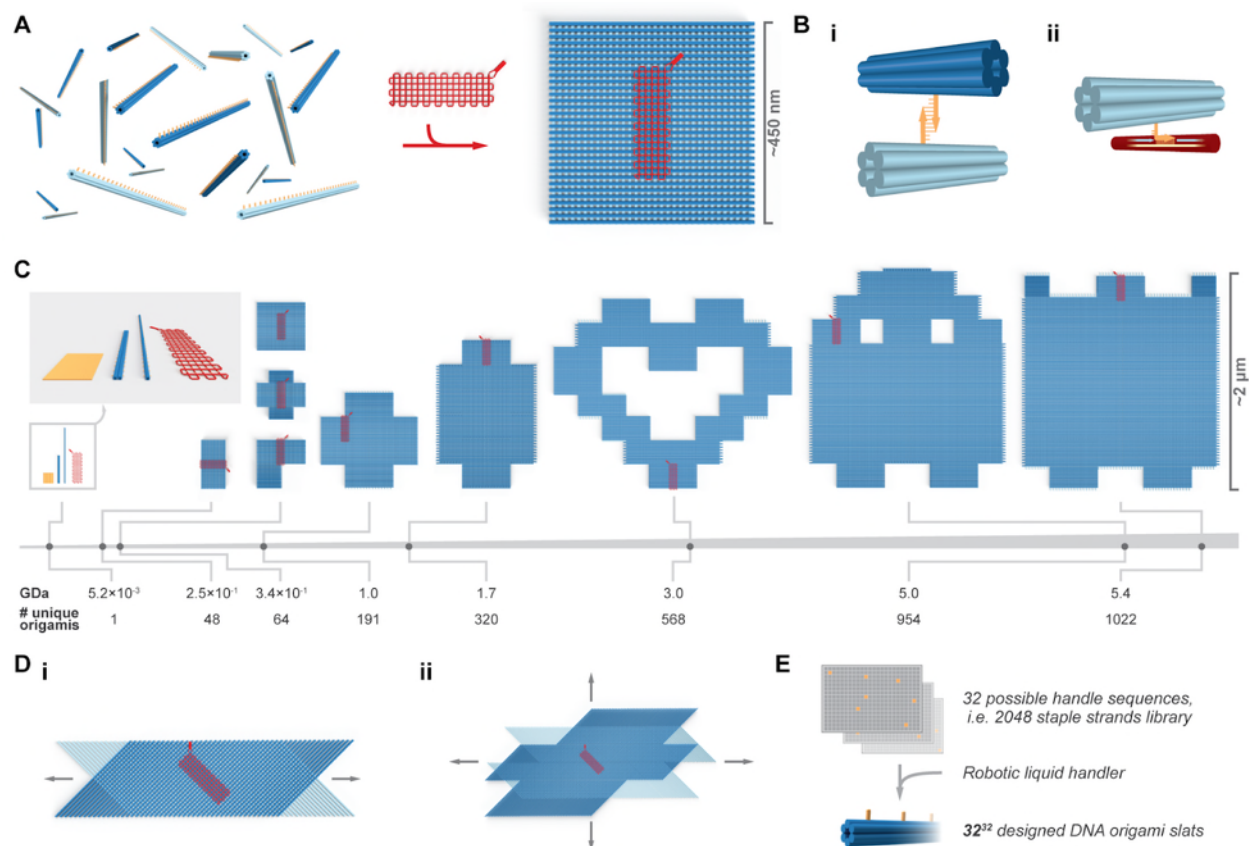 A
~450 nm
B
i
ii
C
~2 µm
GDa 5.2×10⁻³ 2.5×10⁻¹ 3.4×10⁻¹ 1.0 1.7 3.0 5.0 5.4
# unique
origamis 1 48 64 191 320 568 954 1022
D
i
ii
E
32 possible handle sequences,
i.e. 2048 staple strands library
Robotic liquid handler
32³² designed DNA origami slats